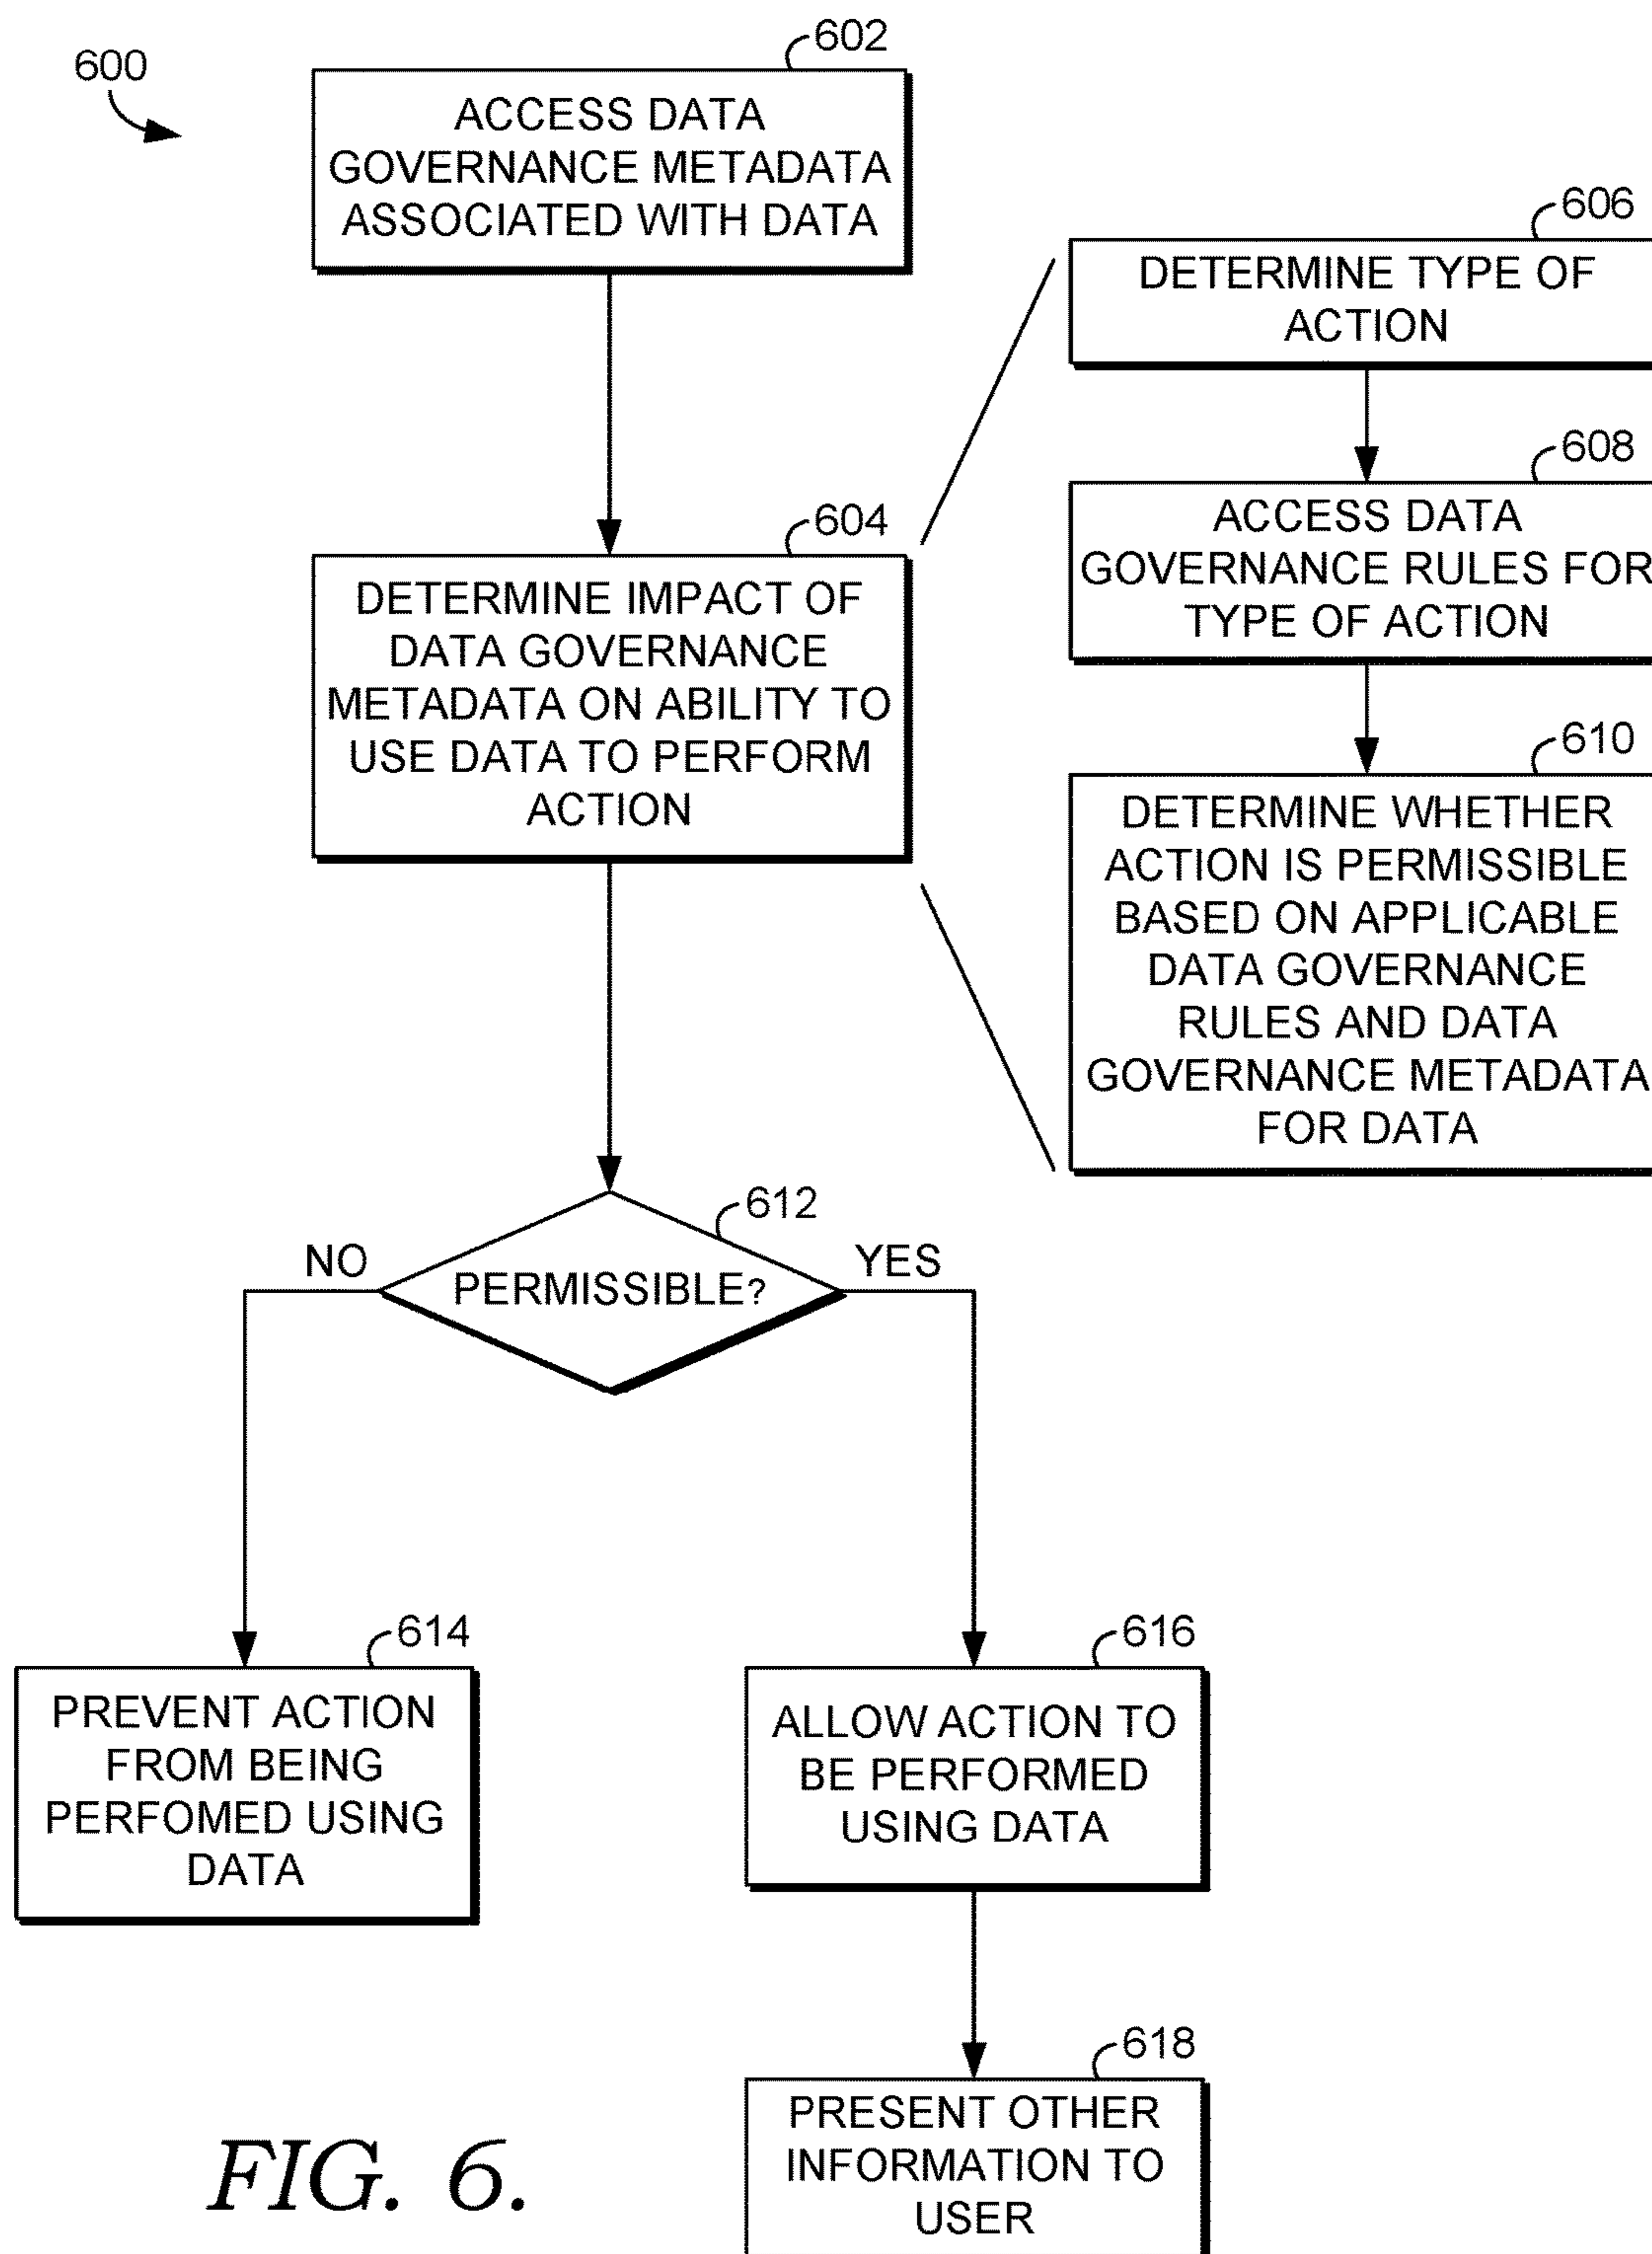 600
602
ACCESS DATA
GOVERNANCE METADATA
ASSOCIATED WITH DATA
604
DETERMINE IMPACT OF
DATA GOVERNANCE
METADATA ON ABILITY TO
USE DATA TO PERFORM
ACTION
606
DETERMINE TYPE OF
ACTION
608
ACCESS DATA
GOVERNANCE RULES FOR
TYPE OF ACTION
610
DETERMINE WHETHER
ACTION IS PERMISSIBLE
BASED ON APPLICABLE
DATA GOVERNANCE
RULES AND DATA
GOVERNANCE METADATA
FOR DATA
612
NO
PERMISSIBLE?
YES
614
PREVENT ACTION
FROM BEING
PERFOMED USING
DATA
616
ALLOW ACTION TO
BE PERFORMED
USING DATA
618
PRESENT OTHER
INFORMATION TO
USER
FIG. 6.